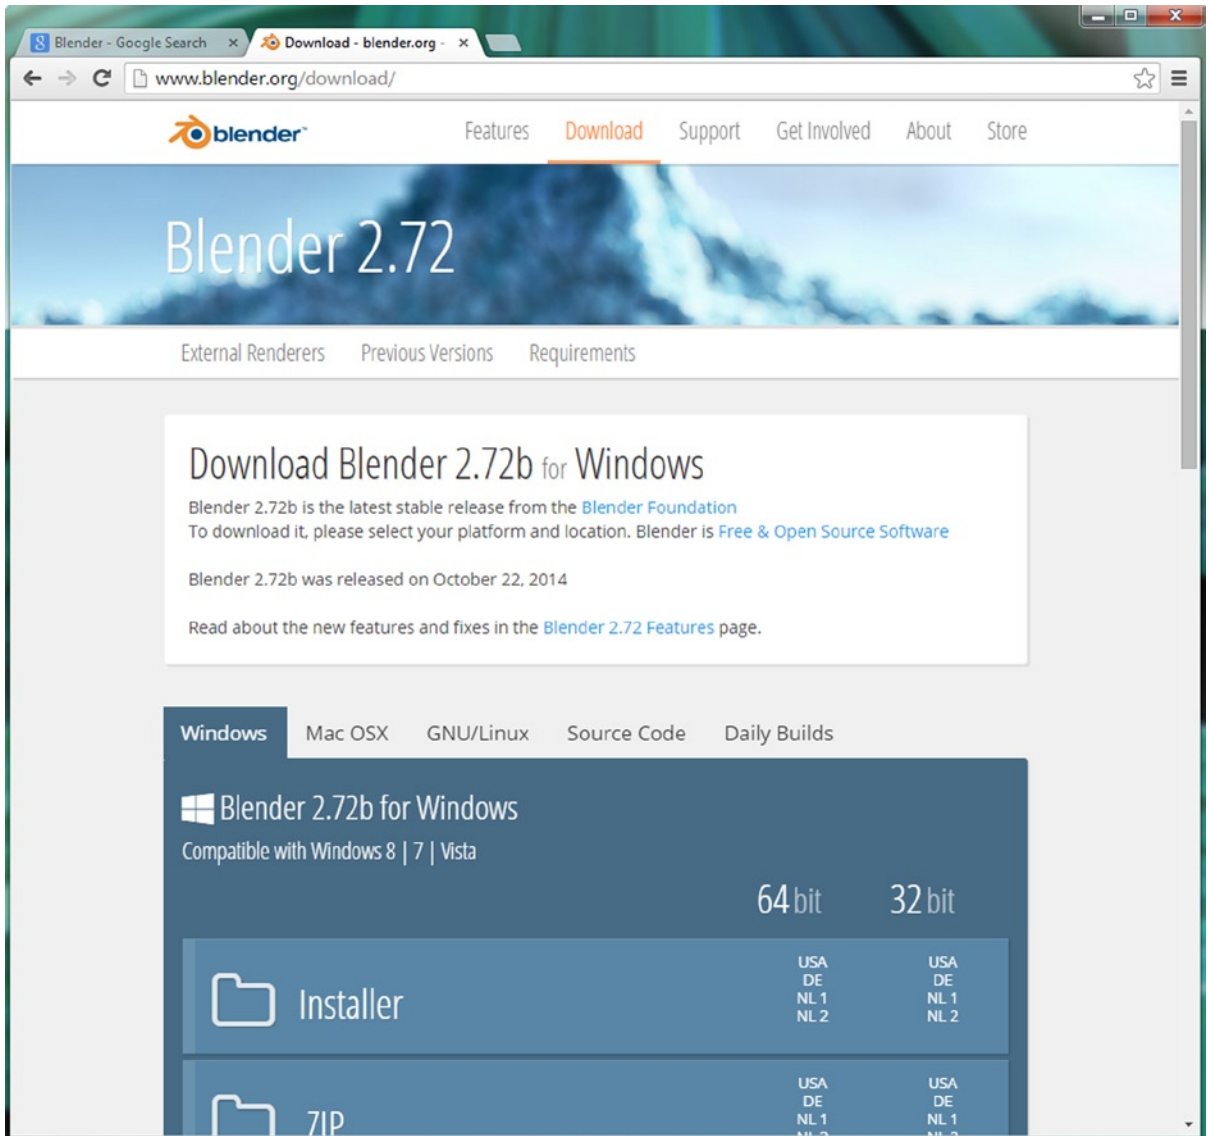 Blender - Google Search
Download - blender.org -
www.blender.org/download/
blender
Features Download Support Get Involved About Store
Blender 2.72
External Renderers Previous Versions Requirements
Download Blender 2.72b for Windows
Blender 2.72b is the latest stable release from the Blender Foundation
To download it, please select your platform and location. Blender is Free & Open Source Software
Blender 2.72b was released on October 22, 2014
Read about the new features and fixes in the Blender 2.72 Features page.
Windows Mac OSX GNU/Linux Source Code Daily Builds
Blender 2.72b for Windows
Compatible with Windows 8 | 7 | Vista
64 bit 32 bit
Installer
USA USA
DE DE
NL 1 NL 1
NL 2 NL 2
ZIP
USA USA
DE DE
NL 1 NL 1